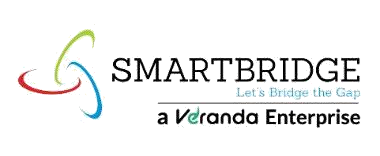 SMARTBRIDGE
Let's Bridge the Gap
a Veranda Enterprise